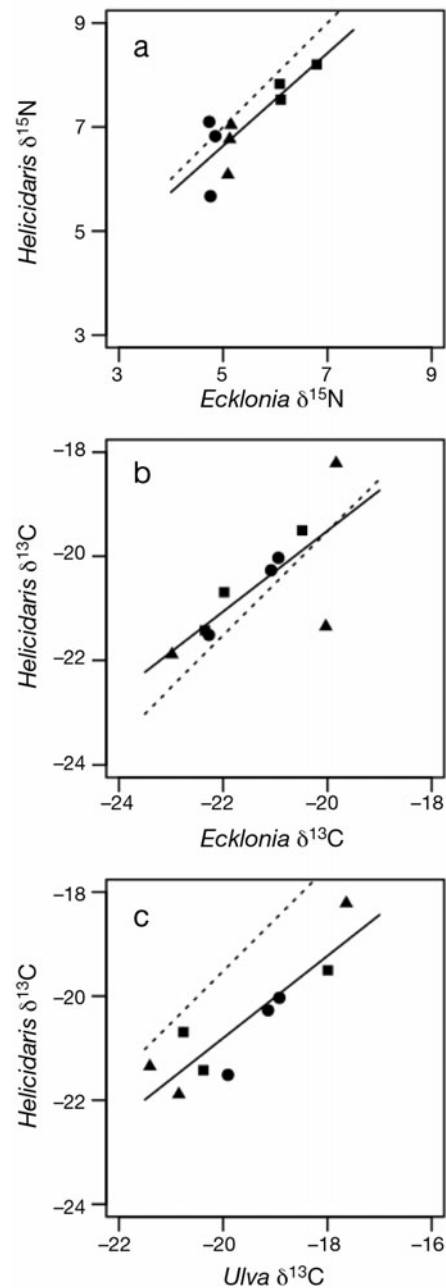 a
9
7
5
3
Helicidaris δ¹⁵N
3 5 7 9
Ecklonia δ¹⁵N
b
−18
−20
−22
−24
Helicidaris δ¹³C
−24 −22 −20 −18
Ecklonia δ¹³C
c
−18
−20
−22
−24
Helicidaris δ¹³C
−22 −20 −18 −16
Ulva δ¹³C